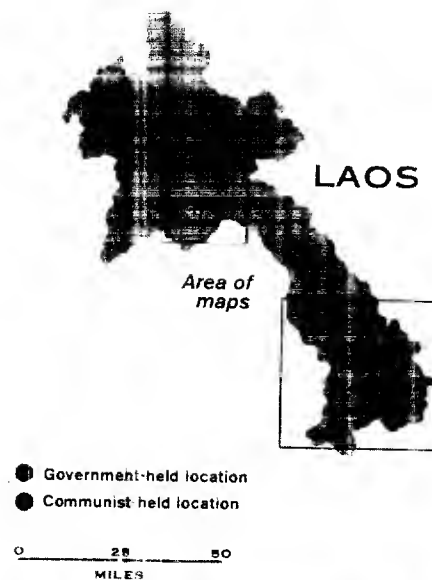 LAOS
Area of
maps
Government-held location
Communist-held location
0 25 50
MILES